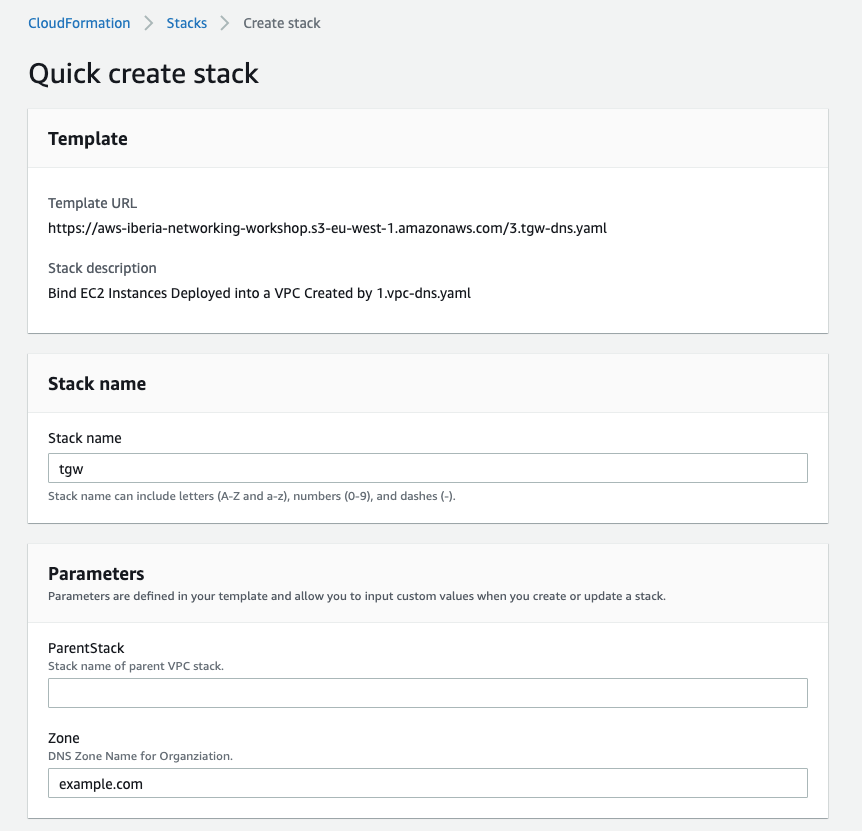 CloudFormation > Stacks > Create stack
Quick create stack
Template
Template URL
https://aws-iberia-networking-workshop.s3-eu-west-1.amazonaws.com/3.tgw-dns.yaml
Stack description
Bind EC2 Instances Deployed into a VPC Created by 1.vpc-dns.yaml
Stack name
Stack name
tgw
Stack name can include letters (A-Z and a-z), numbers (0-9), and dashes (-).
Parameters
Parameters are defined in your template and allow you to input custom values when you create or update a stack.
ParentStack
Stack name of parent VPC stack.
Zone
DNS Zone Name for Organziation.
example.com